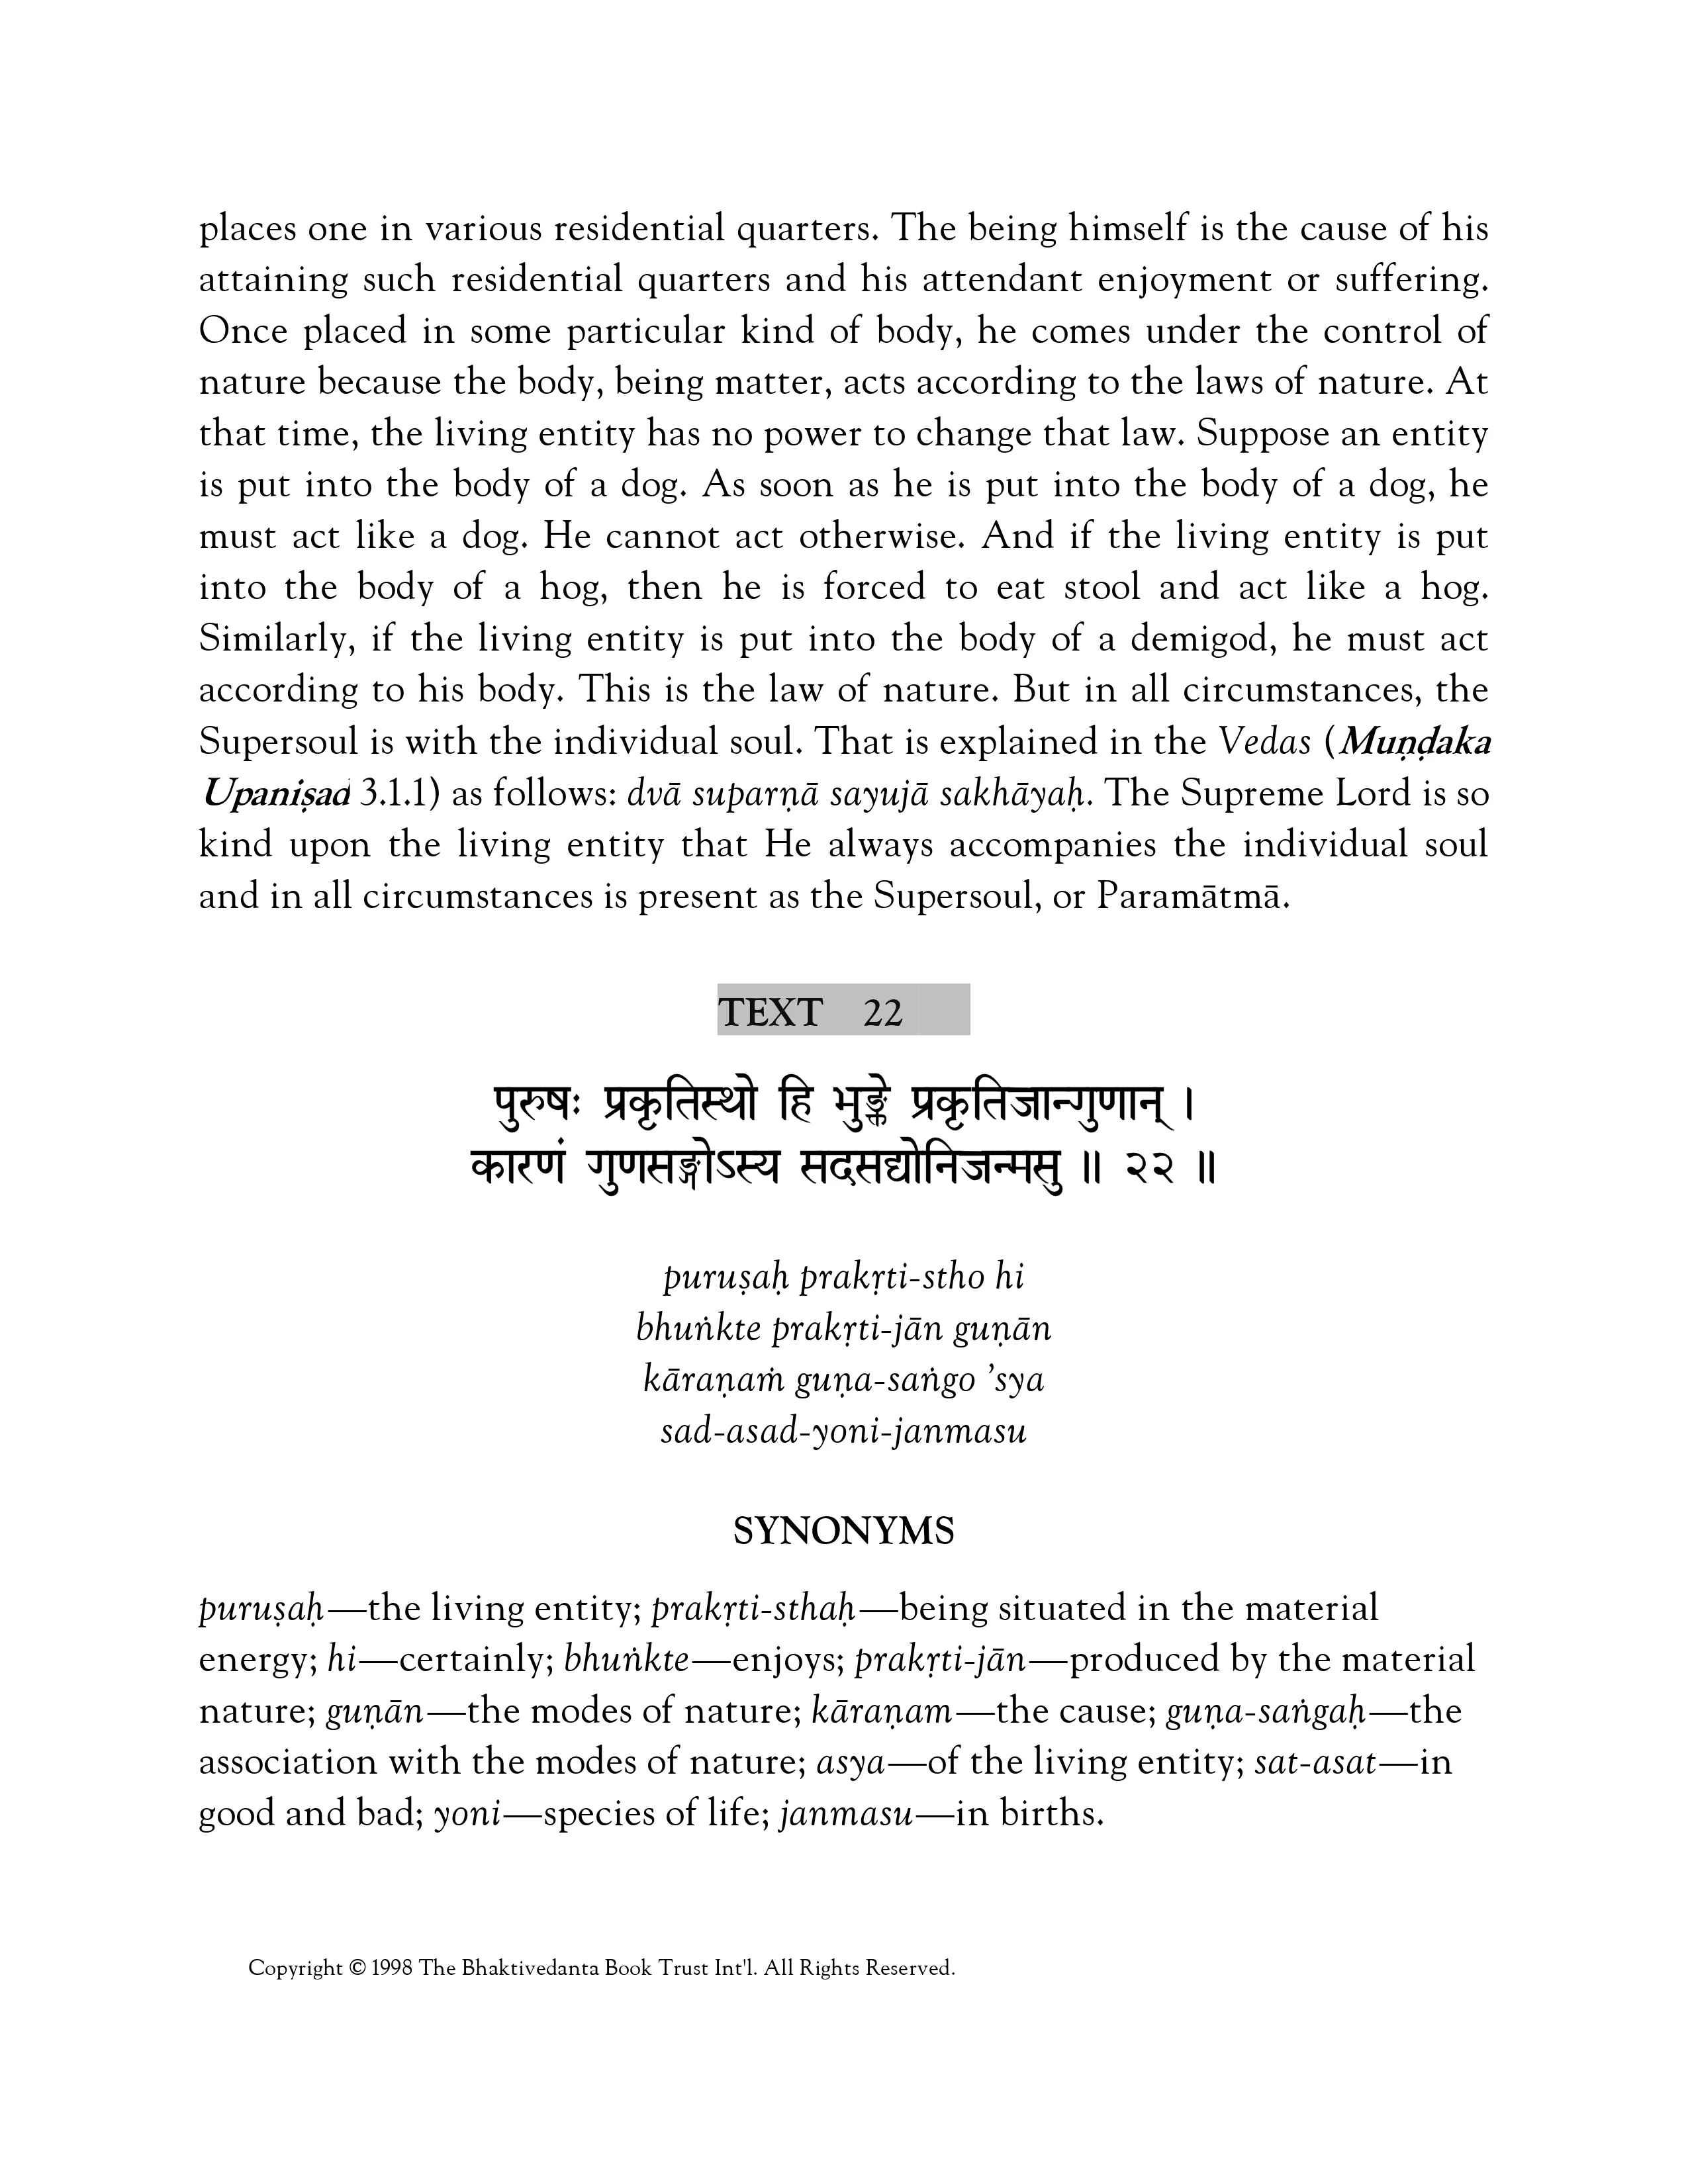 places one in various residential quarters. The being himself is the cause of his
attaining such residential quarters and his attendant enjoyment or suffering.
Once placed in some particular kind of body, he comes under the control of
nature because the body, being matter, acts according to the laws of nature. At
that time, the living entity has no power to change that law. Suppose an entity
is put into the body of a dog. As soon as he is put into the body of a dog, he
must act like a dog. He cannot act otherwise. And if the living entity is put
into the body of a hog, then he is forced to eat stool and act like a hog.
Similarly, if the living entity is put into the body of a demigod, he must act
according to his body. This is the law of nature. But in all circumstances, the
Supersoul is with the individual soul. That is explained in the Vedas (Muṇḍaka
Upaniṣad 3.1.1) as follows: dvā suparṇā sayujā sakhāyaḥ. The Supreme Lord is so
kind upon the living entity that He always accompanies the individual soul
and in all circumstances is present as the Supersoul, or Paramātmā.
TEXT 22
पुरुषः प्रकृतिस्थो हि भुङ्क्ते प्रकृतिजान्गुणान् ।
कारणं गुणसङ्गोऽस्य सदसद्योनिजन्मसु ॥ २२ ॥
puruṣaḥ prakṛti-stho hi
bhuṅkte prakṛti-jān guṇān
kāraṇaṁ guṇa-saṅgo ’sya
sad-asad-yoni-janmasu
SYNONYMS
puruṣaḥ—the living entity; prakṛti-sthaḥ—being situated in the material
energy; hi—certainly; bhuṅkte—enjoys; prakṛti-jān—produced by the material
nature; guṇān—the modes of nature; kāraṇam—the cause; guṇa-saṅgaḥ—the
association with the modes of nature; asya—of the living entity; sat-asat—in
good and bad; yoni—species of life; janmasu—in births.
Copyright © 1998 The Bhaktivedanta Book Trust Int'l. All Rights Reserved.